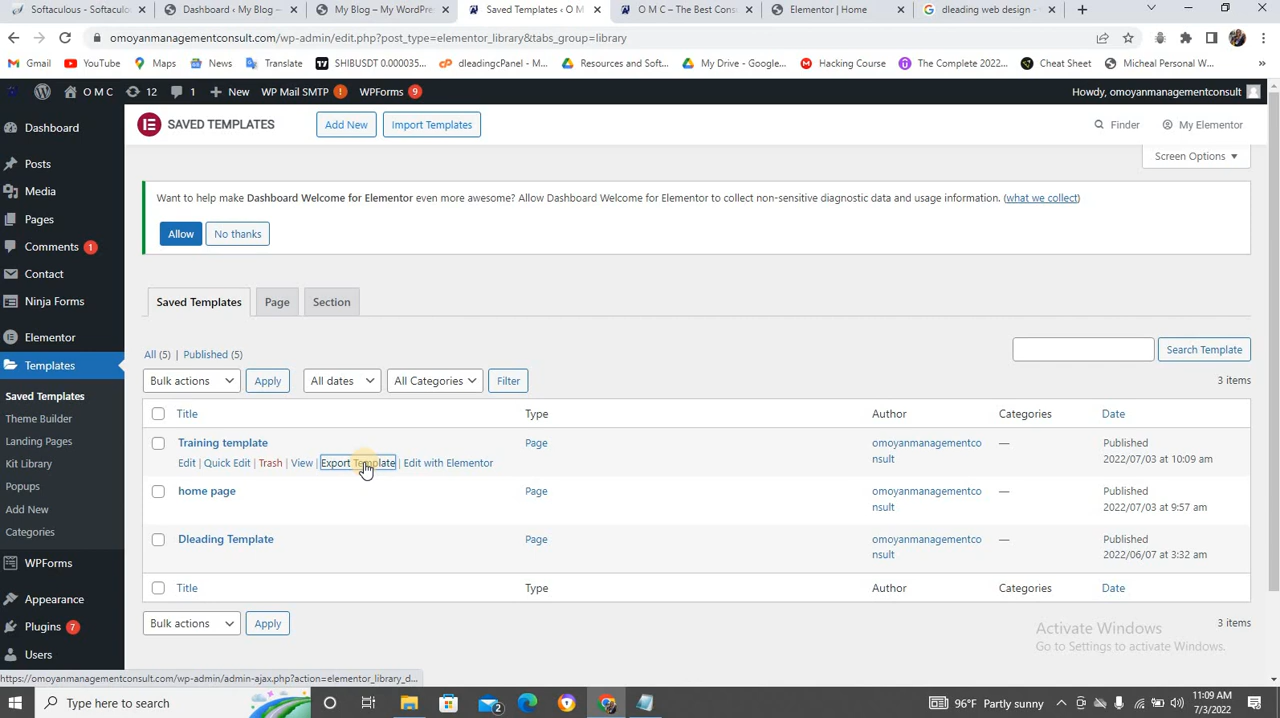 Softaculous - Softaculou
Dashboard ‹ My Blog —
My Blog – My WordPres
Saved Templates ‹ O M
O M C – The Best Cons
Elementor | Home
dleading web design -
omoyanmanagementconsult.com/wp-admin/edit.php?post_type=elementor_library&tabs_group=library
Gmail
YouTube
Maps
News
Translate
SHIBUSDT 0.000035...
dleadingcPanel - M...
Resources and Soft...
My Drive - Google...
Hacking Course
The Complete 2022...
Cheat Sheet
Micheal Personal W...
O M C
12
1
New
WP Mail SMTP !
WPForms 9
Howdy, omoyanmanagementconsult
Dashboard
Posts
Media
Pages
Comments 1
Contact
Ninja Forms
Elementor
Templates
Saved Templates
Theme Builder
Landing Pages
Kit Library
Popups
Add New
Categories
WPForms
Appearance
Plugins 7
Users
SAVED TEMPLATES
Add New
Import Templates
Finder
My Elementor
Screen Options
Want to help make Dashboard Welcome for Elementor even more awesome? Allow Dashboard Welcome for Elementor to collect non-sensitive diagnostic data and usage information. (what we collect)
Allow
No thanks
Saved Templates
Page
Section
All (5) | Published (5)
Search Template
Bulk actions
Apply
All dates
All Categories
Filter
3 items
Title
Type
Author
Categories
Date
Training template
Page
omoyanmanagementco
nsult
—
Published
2022/07/03 at 10:09 am
Edit | Quick Edit | Trash | View | Export Template | Edit with Elementor
home page
Page
omoyanmanagementco
nsult
—
Published
2022/07/03 at 9:57 am
Dleading Template
Page
omoyanmanagementco
nsult
—
Published
2022/06/07 at 3:32 am
Title
Type
Author
Categories
Date
Bulk actions
Apply
3 items
Activate Windows
Go to Settings to activate Windows.
https://omoyanmanagementconsult.com/wp-admin/admin-ajax.php?action=elementor_library_d...
Type here to search
2
96°F Partly sunny
11:09 AM
7/3/2022